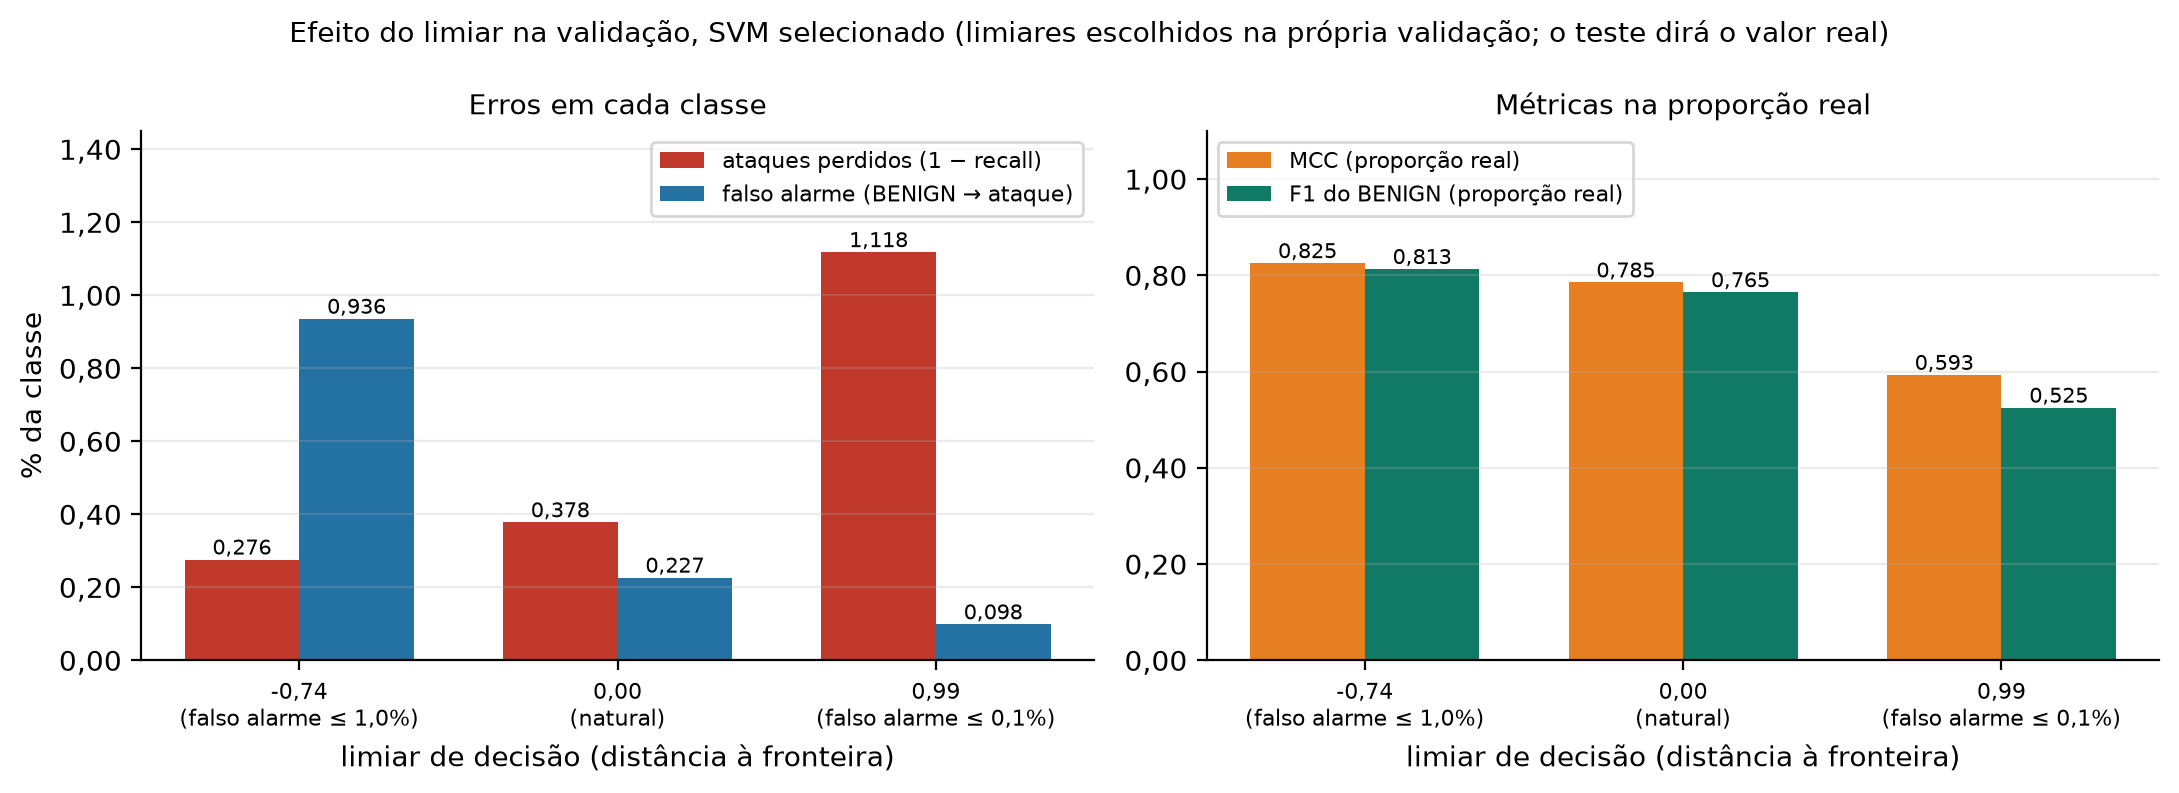 Efeito do limiar na validação, SVM selecionado (limiares escolhidos na própria validação; o teste dirá o valor real)
Erros em cada classe
% da classe
1,40
1,20
1,00
0,80
0,60
0,40
0,20
0,00
ataques perdidos (1 − recall)
falso alarme (BENIGN → ataque)
0,276
0,936
0,378
0,227
1,118
0,098
-0,74
(falso alarme ≤ 1,0%)
0,00
(natural)
0,99
(falso alarme ≤ 0,1%)
limiar de decisão (distância à fronteira)
Métricas na proporção real
1,00
0,80
0,60
0,40
0,20
0,00
MCC (proporção real)
F1 do BENIGN (proporção real)
0,825
0,813
0,785
0,765
0,593
0,525
-0,74
(falso alarme ≤ 1,0%)
0,00
(natural)
0,99
(falso alarme ≤ 0,1%)
limiar de decisão (distância à fronteira)